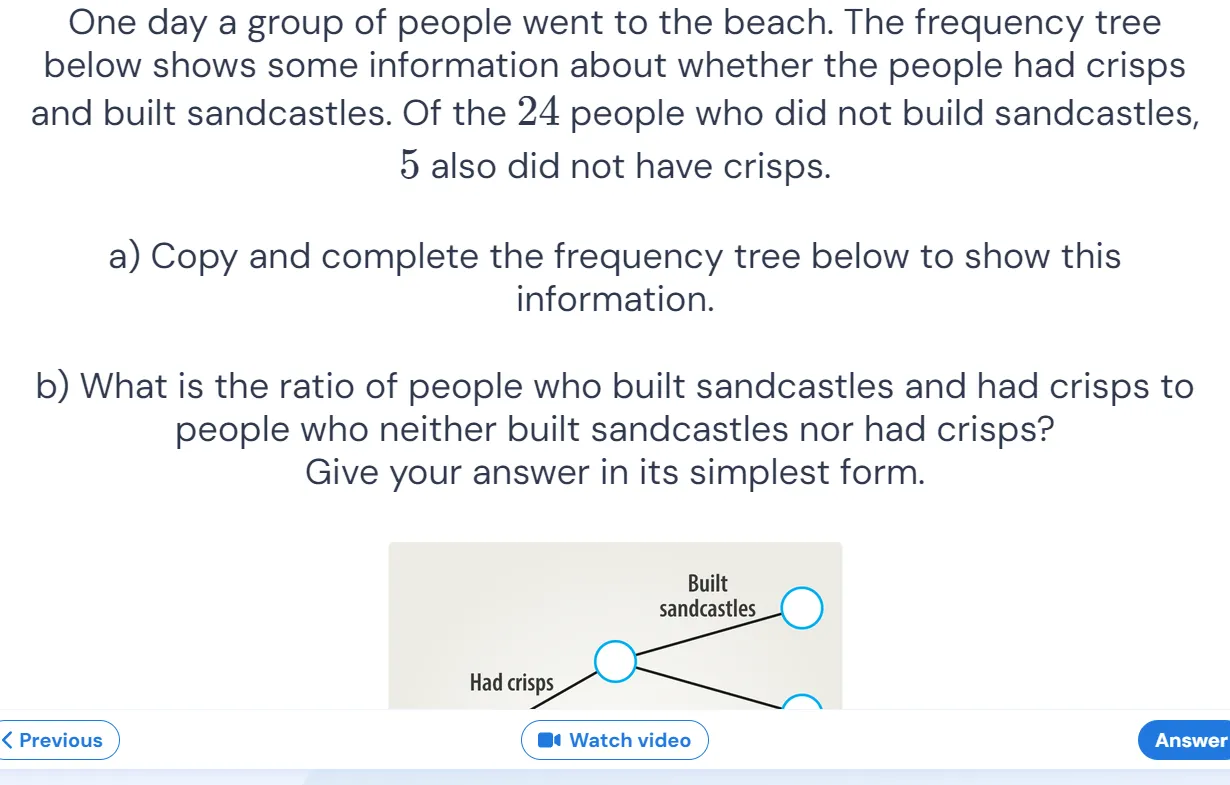 One day a group of people went to the beach. The frequency tree
below shows some information about whether the people had crisps
and built sandcastles. Of the 24 people who did not build sandcastles,
5 also did not have crisps.
a) Copy and complete the frequency tree below to show this
information.
b) What is the ratio of people who built sandcastles and had crisps to
people who neither built sandcastles nor had crisps?
Give your answer in its simplest form.
Built
sandcastles
Had crisps
Previous
Watch video
Answer